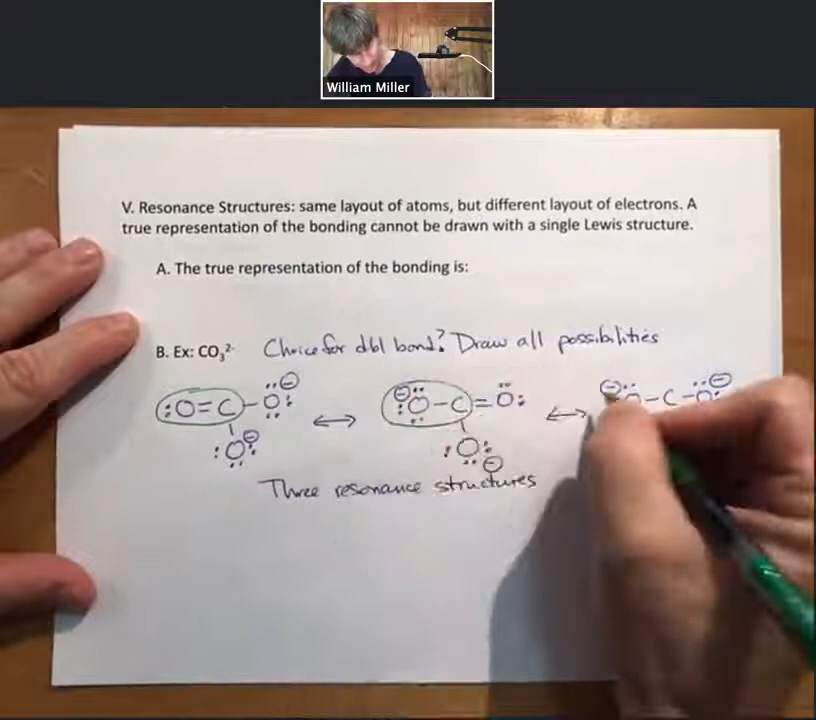 William Miller
V. Resonance Structures: same layout of atoms, but different layout of electrons. A
true representation of the bonding cannot be drawn with a single Lewis structure.
A. The true representation of the bonding is:
B. Ex: CO₃²⁻ Choice for dbl bond? Draw all possibilities
:O=C-O: ↔ :O-C=O: ↔ O-C-O
:O: :O:
Three resonance structures